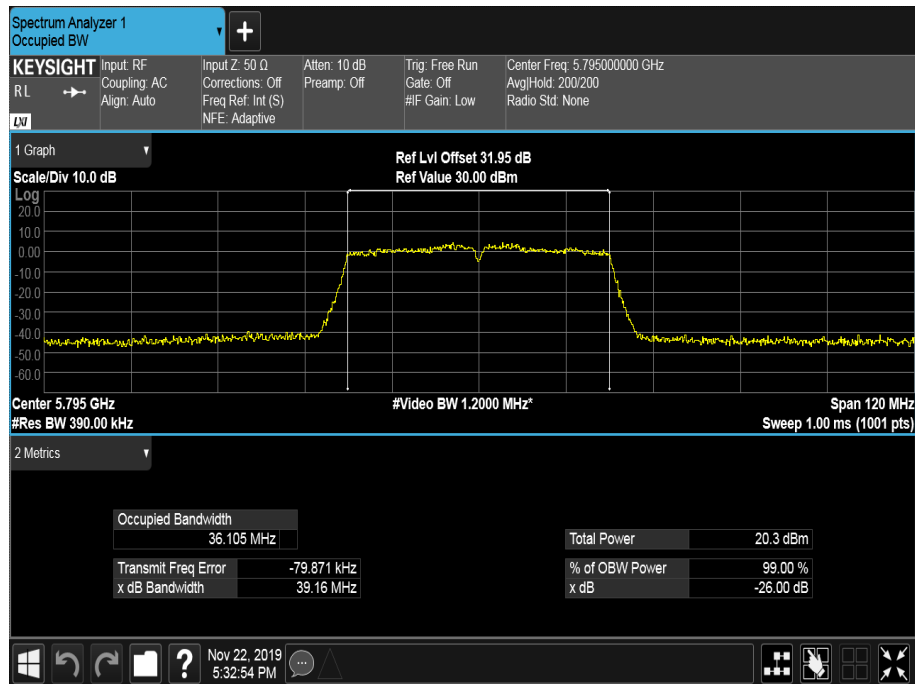 Spectrum Analyzer 1
Occupied BW
KEYSIGHT
RL
LXI
Input: RF
Coupling: AC
Align: Auto
Input Z: 50 Ω
Corrections: Off
Freq Ref: Int (S)
NFE: Adaptive
Atten: 10 dB
Preamp: Off
Trig: Free Run
Gate: Off
#IF Gain: Low
Center Freq: 5.795000000 GHz
Avg|Hold: 200/200
Radio Std: None
1 Graph
Scale/Div 10.0 dB
Ref Lvl Offset 31.95 dB
Ref Value 30.00 dBm
Log
20.0
10.0
0.00
-10.0
-20.0
-30.0
-40.0
-50.0
-60.0
Center 5.795 GHz
#Video BW 1.2000 MHz*
Span 120 MHz
#Res BW 390.00 kHz
Sweep 1.00 ms (1001 pts)
2 Metrics
Occupied Bandwidth
36.105 MHz
Total Power 20.3 dBm
Transmit Freq Error -79.871 kHz
% of OBW Power 99.00 %
x dB Bandwidth 39.16 MHz
x dB -26.00 dB
Nov 22, 2019
5:32:54 PM